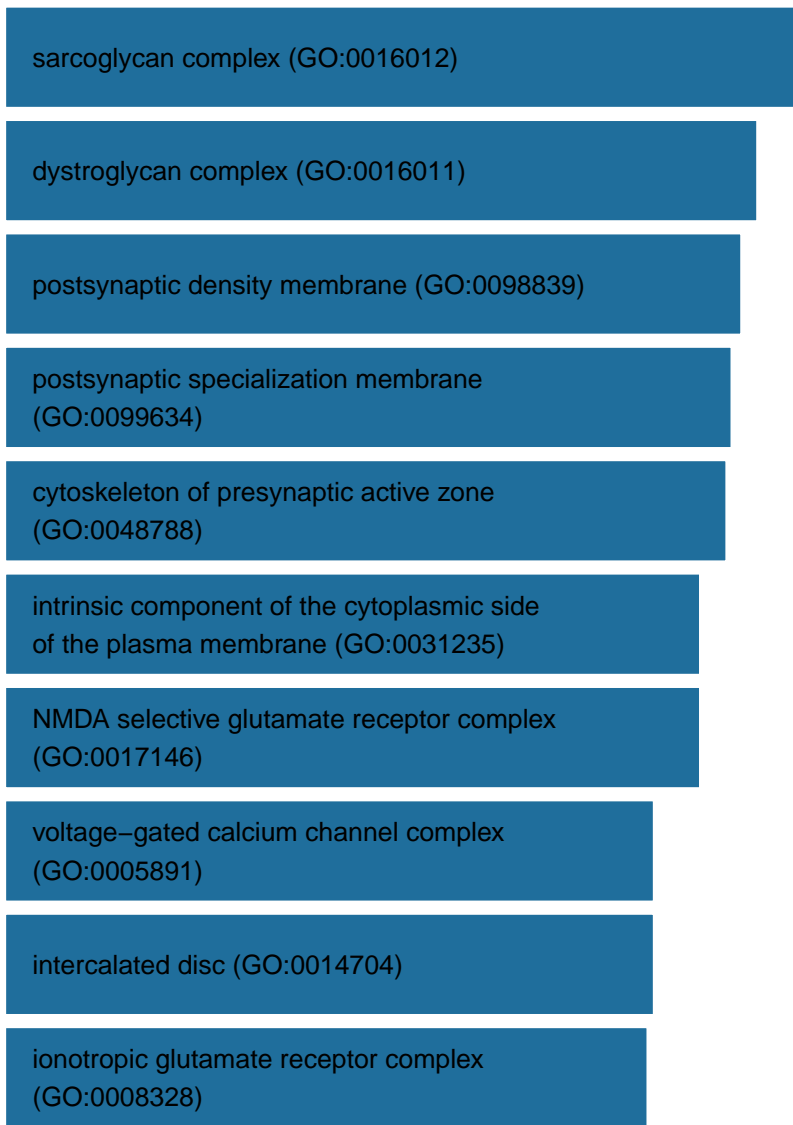 sarcoglycan complex (GO:0016012)
dystroglycan complex (GO:0016011)
postsynaptic density membrane (GO:0098839)
postsynaptic specialization membrane
(GO:0099634)
cytoskeleton of presynaptic active zone
(GO:0048788)
intrinsic component of the cytoplasmic side
of the plasma membrane (GO:0031235)
NMDA selective glutamate receptor complex
(GO:0017146)
voltage−gated calcium channel complex
(GO:0005891)
intercalated disc (GO:0014704)
ionotropic glutamate receptor complex
(GO:0008328)